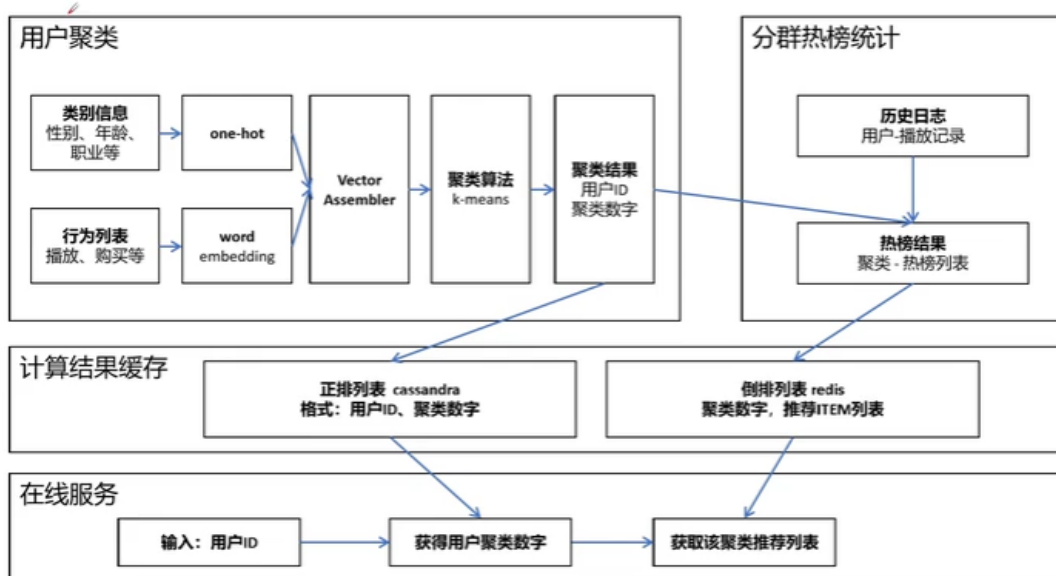 用户聚类
类别信息
性别、年龄、
职业等
one-hot
行为列表
播放、购买等
word
embedding
Vector
Assembler
聚类算法
k-means
聚类结果
用户ID
聚类数字
分群热榜统计
历史日志
用户-播放记录
热榜结果
聚类 - 热榜列表
计算结果缓存
正排列表 cassandra
格式：用户ID、聚类数字
倒排列表 redis
聚类数字，推荐ITEM列表
在线服务
输入：用户ID
获得用户聚类数字
获取该聚类推荐列表